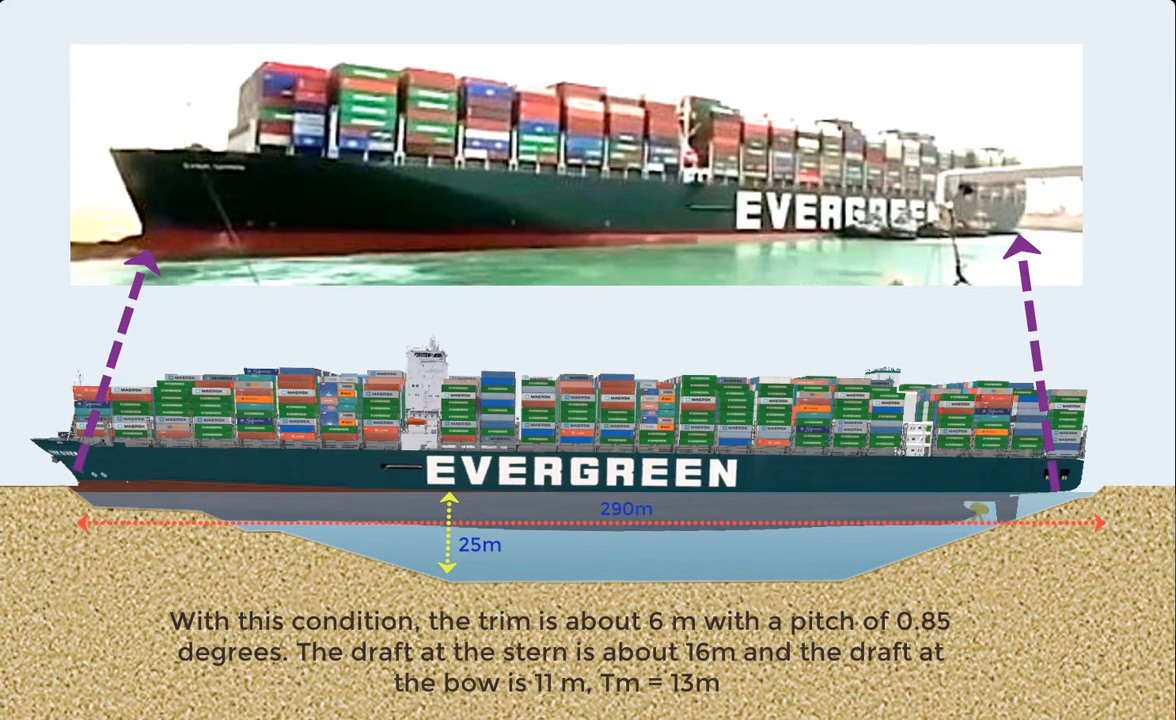 EVERGREEN
EVERGREEN
290m
25m
With this condition, the trim is about 6 m with a pitch of 0.85
degrees. The draft at the stern is about 16m and the draft at
the bow is 11 m, Tm = 13m